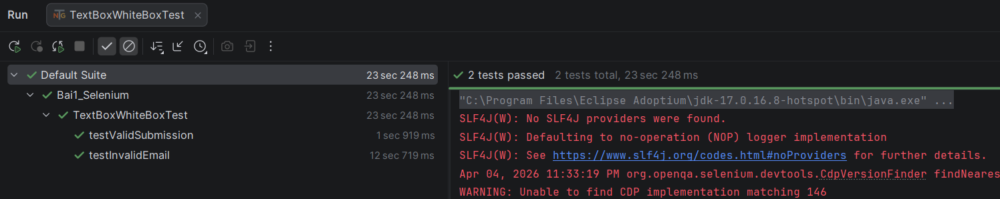 Run TextBoxWhiteBoxTest
Default Suite 23 sec 248 ms
Bai1_Selenium 23 sec 248 ms
TextBoxWhiteBoxTest 23 sec 248 ms
testValidSubmission 1 sec 919 ms
testInvalidEmail 12 sec 719 ms
2 tests passed 2 tests total, 23 sec 248 ms
"C:\Program Files\Eclipse Adoptium\jdk-17.0.16.8-hotspot\bin\java.exe" ...
SLF4J(W): No SLF4J providers were found.
SLF4J(W): Defaulting to no-operation (NOP) logger implementation
SLF4J(W): See https://www.slf4j.org/codes.html#noProviders for further details.
Apr 04, 2026 11:33:19 PM org.openqa.selenium.devtools.CdpVersionFinder findNeares
WARNING: Unable to find CDP implementation matching 146